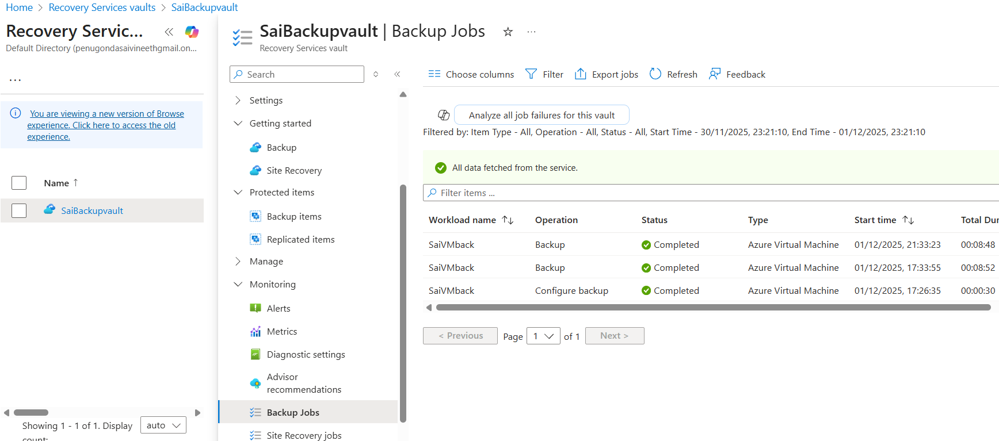 Home > Recovery Services vaults > SaiBackupvault
Recovery Servic...
Default Directory (penugondasaivineethgmail.on...
...
You are viewing a new version of Browse
experience. Click here to access the old
experience.
Name ↑
SaiBackupvault
Showing 1 - 1 of 1. Display
count:
auto
SaiBackupvault | Backup Jobs
...
Recovery Services vault
Search
Settings
Getting started
Backup
Site Recovery
Protected items
Backup items
Replicated items
Manage
Monitoring
Alerts
Metrics
Diagnostic settings
Advisor
recommendations
Backup Jobs
Site Recovery jobs
Choose columns Filter Export jobs Refresh Feedback
Analyze all job failures for this vault
Filtered by: Item Type - All, Operation - All, Status - All, Start Time - 30/11/2025, 23:21:10, End Time - 01/12/2025, 23:21:10
All data fetched from the service.
Filter items ...
Workload name ↑↓ Operation Status Type Start time ↑↓ Total Dur
SaiVMback Backup Completed Azure Virtual Machine 01/12/2025, 21:33:23 00:08:48
SaiVMback Backup Completed Azure Virtual Machine 01/12/2025, 17:33:55 00:08:52
SaiVMback Configure backup Completed Azure Virtual Machine 01/12/2025, 17:26:35 00:00:30
< Previous Page 1 of 1 Next >